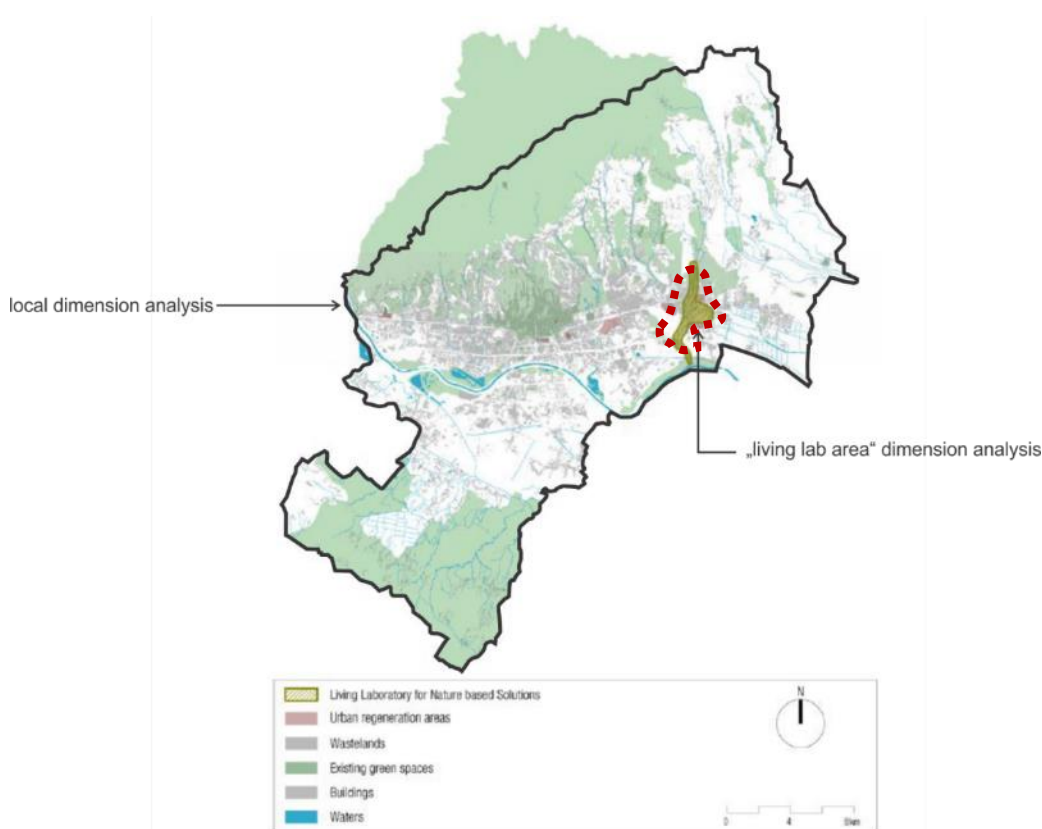 local dimension analysis
„living lab area“ dimension analysis
Living Laboratory for Nature based Solutions
Urban regeneration areas
Wastelands
Existing green spaces
Buildings
Waters
N
0 4 8km